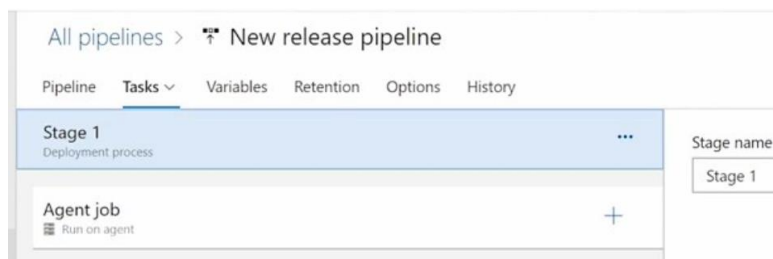 All pipelines > New release pipeline
Pipeline Tasks Variables Retention Options History
Stage 1
Deployment process
Stage name
Stage 1
Agent job
Run on agent